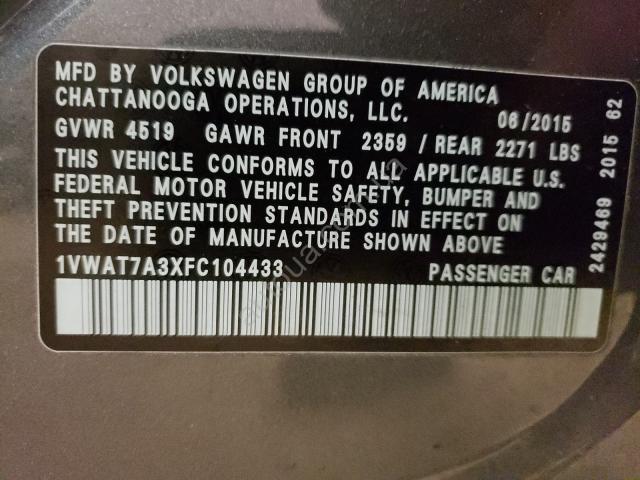 MFD BY VOLKSWAGEN GROUP OF AMERICA
CHATTANOOGA OPERATIONS, LLC. 06/2015
GVWR 4519 GAWR FRONT 2359 / REAR 2271 LBS
THIS VEHICLE CONFORMS TO ALL APPLICABLE U.S.
FEDERAL MOTOR VEHICLE SAFETY, BUMPER AND
THEFT PREVENTION STANDARDS IN EFFECT ON
THE DATE OF MANUFACTURE SHOWN ABOVE
1VWAT7A3XFC104433 PASSENGER CAR
2429469 2015 62